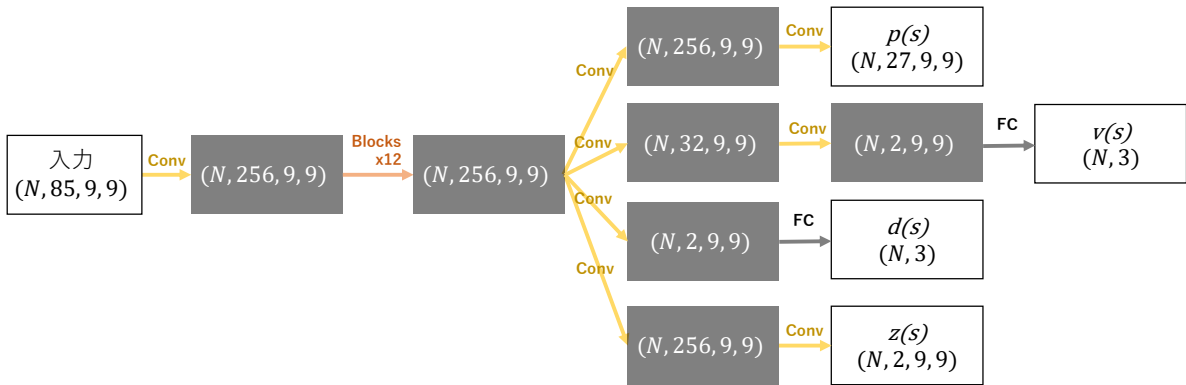 入力
(N, 85, 9, 9)
Conv
(N, 256, 9, 9)
Blocks
x12
(N, 256, 9, 9)
Conv
(N, 256, 9, 9)
Conv
p(s)
(N, 27, 9, 9)
Conv
(N, 32, 9, 9)
Conv
(N, 2, 9, 9)
FC
v(s)
(N, 3)
Conv
(N, 2, 9, 9)
FC
d(s)
(N, 3)
Conv
(N, 256, 9, 9)
Conv
z(s)
(N, 2, 9, 9)